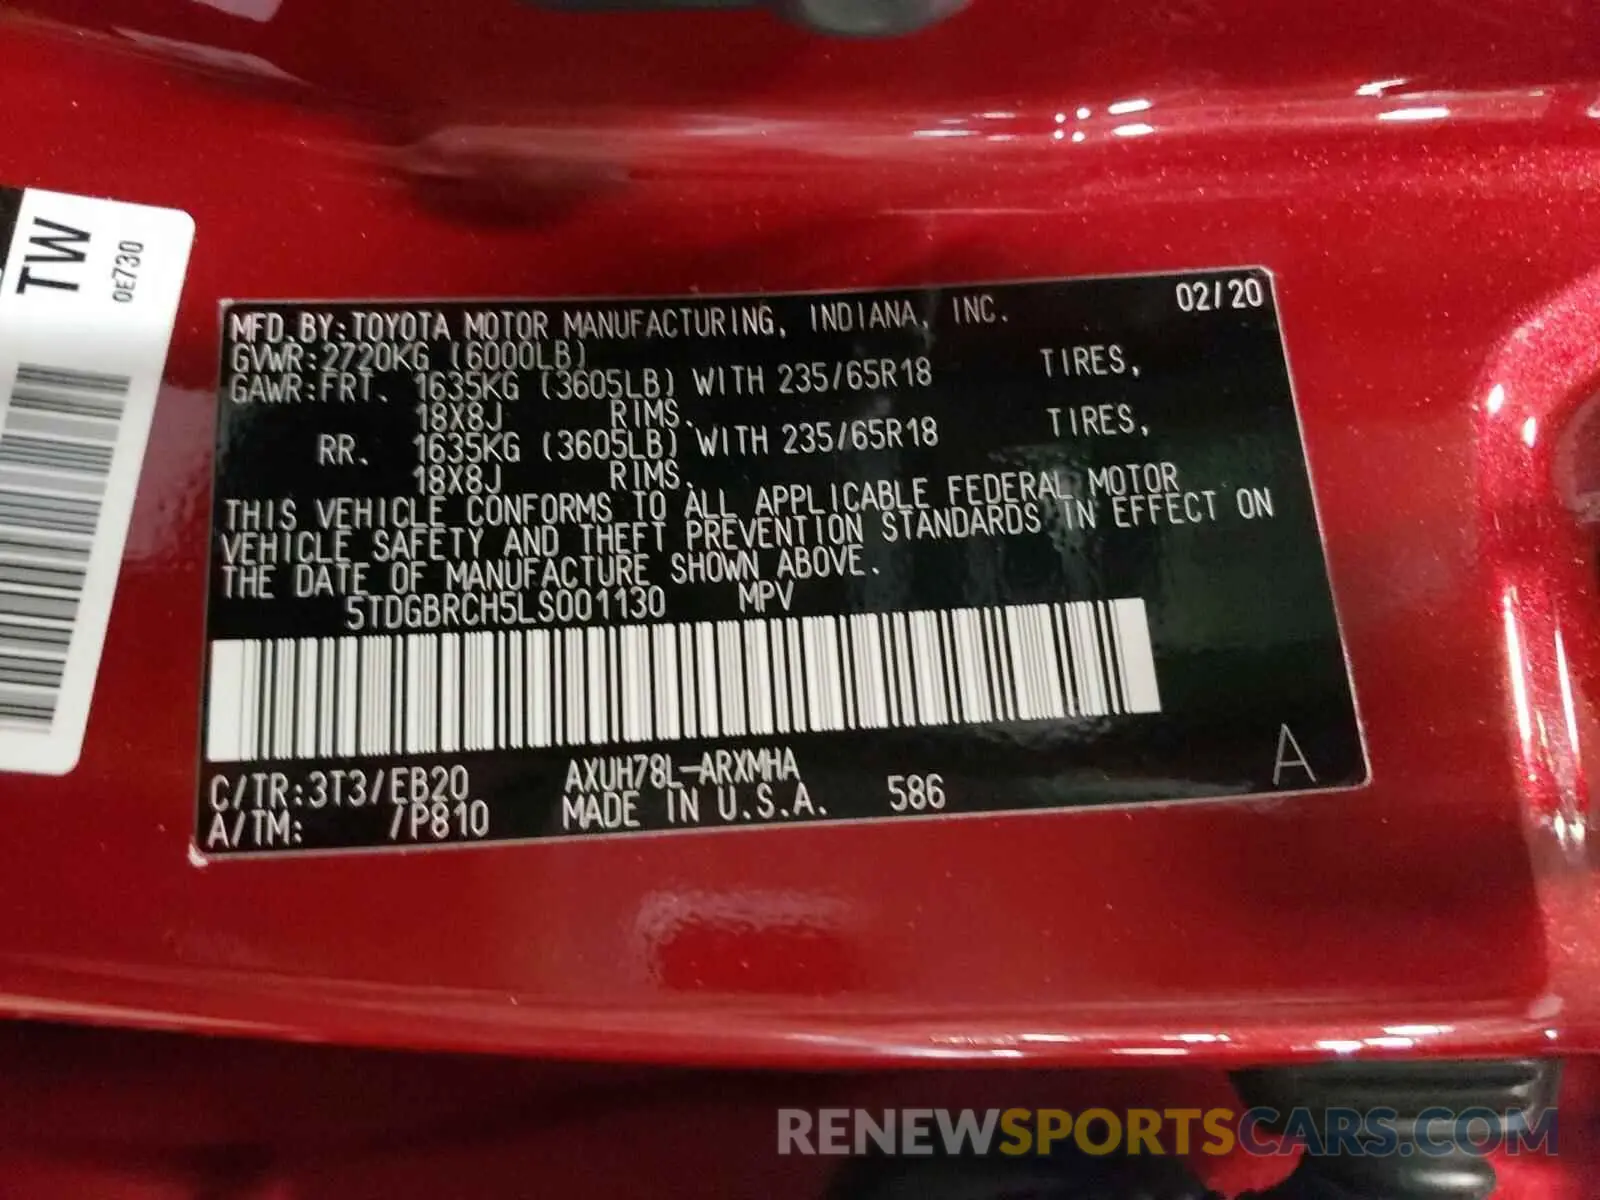 TW
0E730
MFD. BY: TOYOTA MOTOR MANUFACTURING, INDIANA, INC. 02/20
GVWR: 2720KG (6000LB)
GAWR: FRT. 1635KG (3605LB) WITH 235/65R18 TIRES,
18X8J RIMS.
RR. 1635KG (3605LB) WITH 235/65R18 TIRES,
18X8J RIMS.
THIS VEHICLE CONFORMS TO ALL APPLICABLE FEDERAL MOTOR
VEHICLE SAFETY AND THEFT PREVENTION STANDARDS IN EFFECT ON
THE DATE OF MANUFACTURE SHOWN ABOVE.
5TDGBRCH5LS001130 MPV
C/TR: 3T3/EB20 AXUH78L-ARXMHA
A/TM: /P810 MADE IN U.S.A. 586 A
RENEWSPORTSCARS.COM